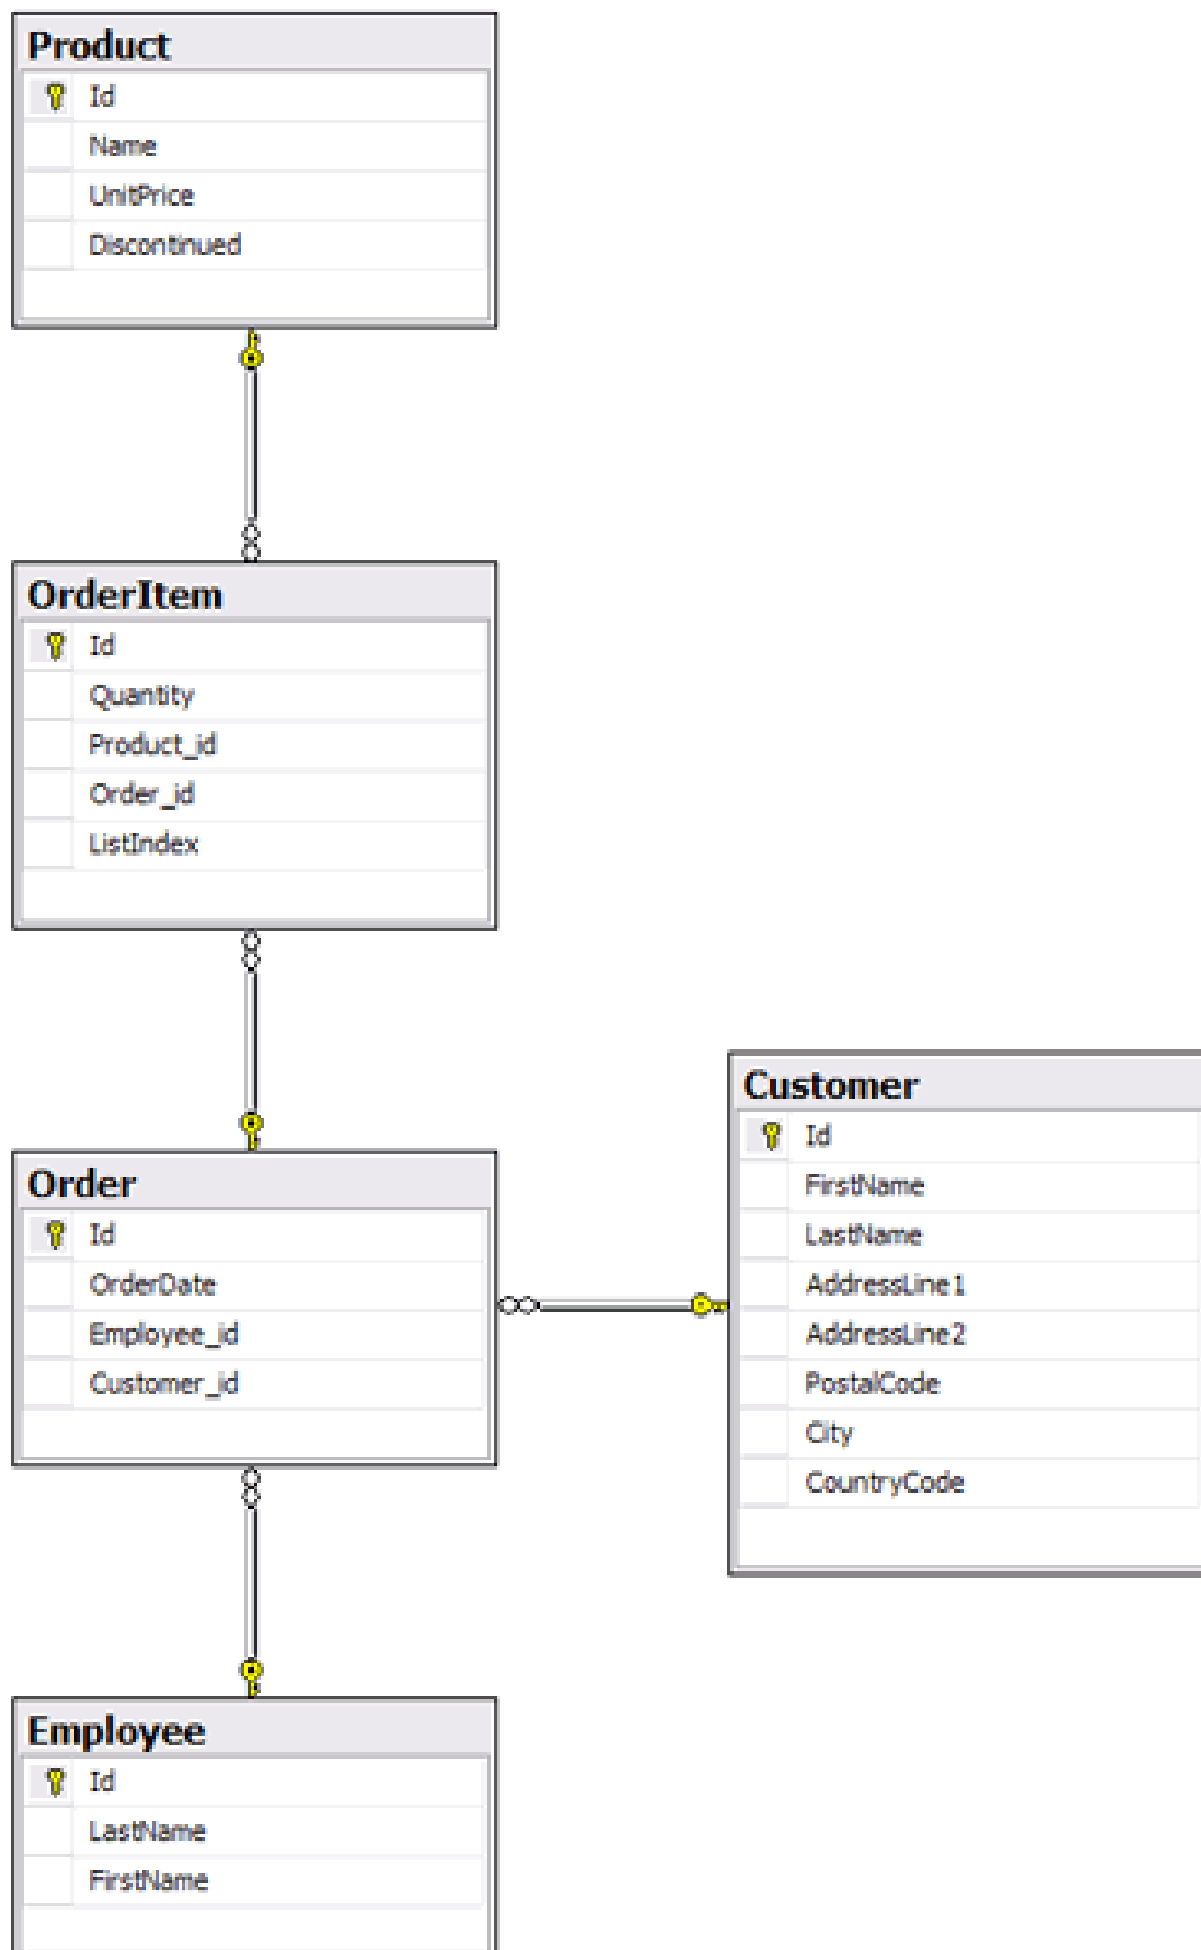 Product
Id
Name
UnitPrice
Discontinued
OrderItem
Id
Quantity
Product_id
Order_id
ListIndex
Order
Id
OrderDate
Employee_id
Customer_id
Customer
Id
FirstName
LastName
AddressLine1
AddressLine2
PostalCode
City
CountryCode
Employee
Id
LastName
FirstName